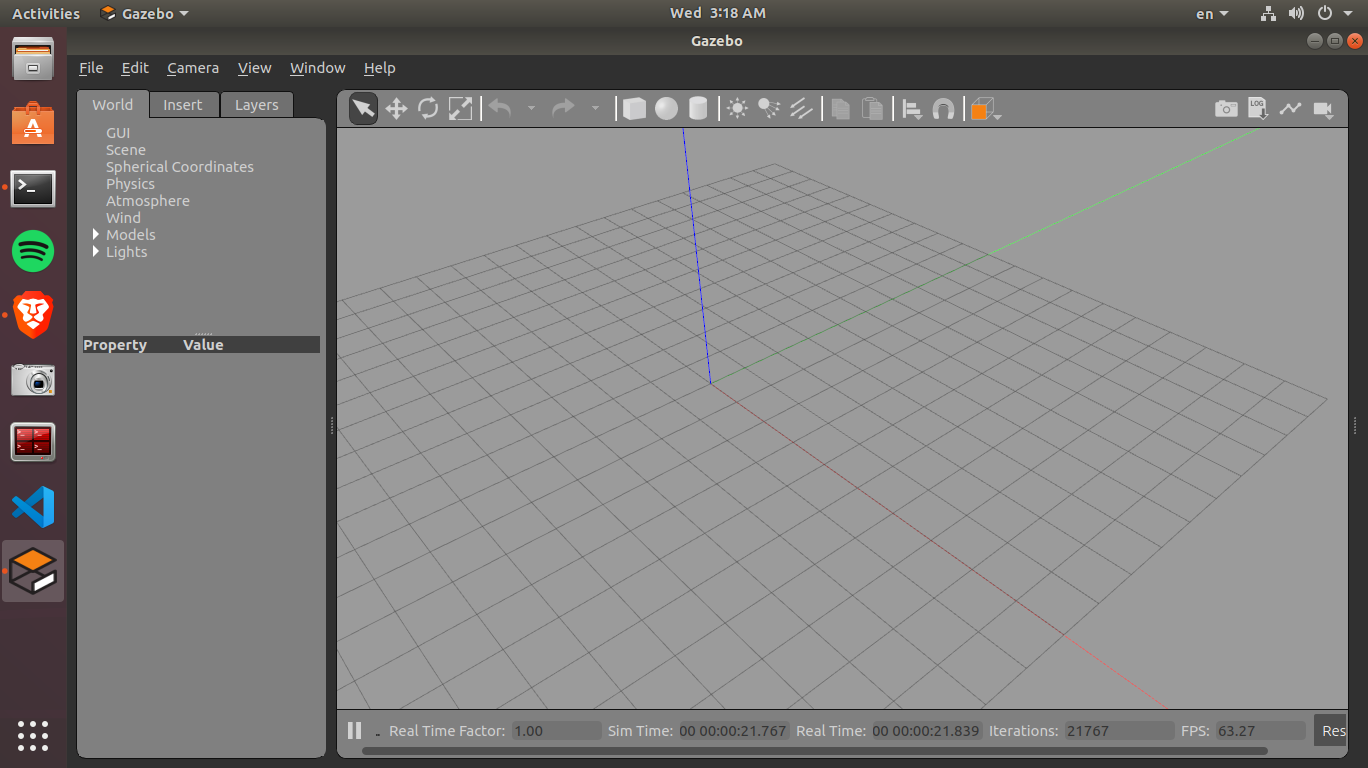 Activities Gazebo Wed 3:18 AM en
Gazebo
File Edit Camera View Window Help
World Insert Layers
LOG
GUI
Scene
Spherical Coordinates
Physics
Atmosphere
Wind
Models
Lights
Property Value
Real Time Factor: 1.00 Sim Time: 00 00:00:21.767 Real Time: 00 00:00:21.839 Iterations: 21767 FPS: 63.27 Res